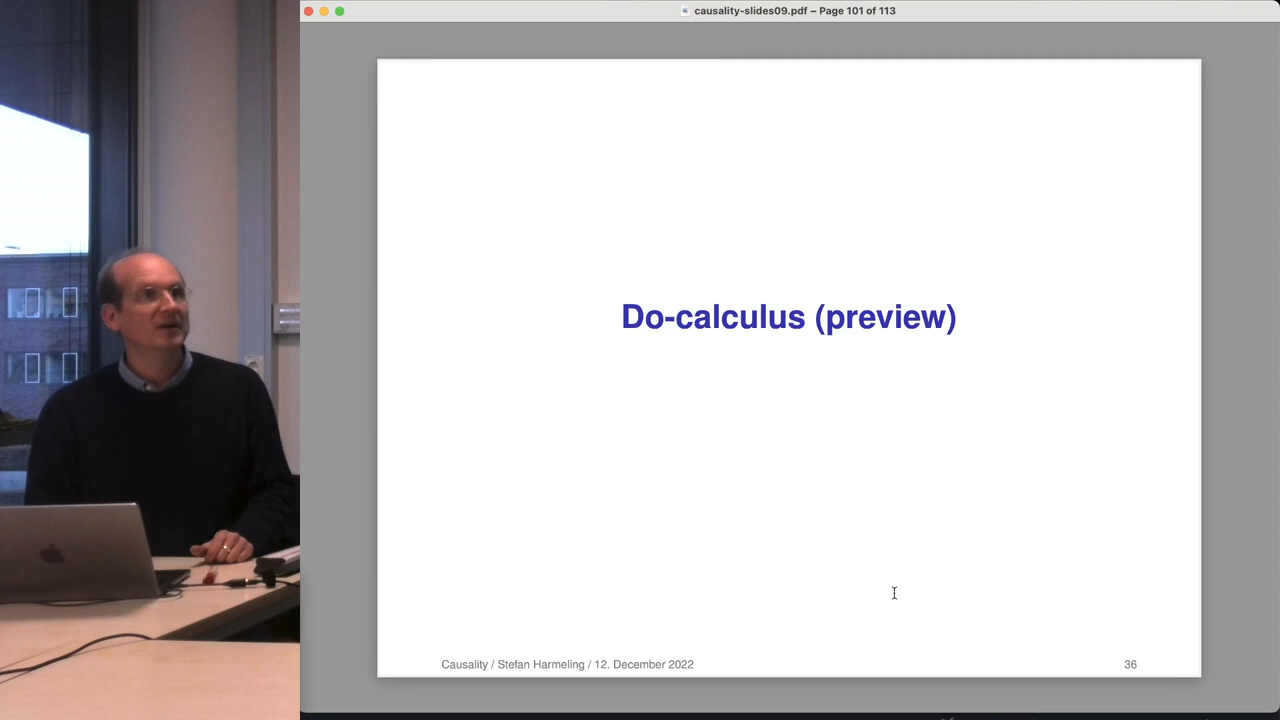 causality-slides09.pdf – Page 101 of 113
Do-calculus (preview)
Causality / Stefan Harmeling / 12. December 2022
36